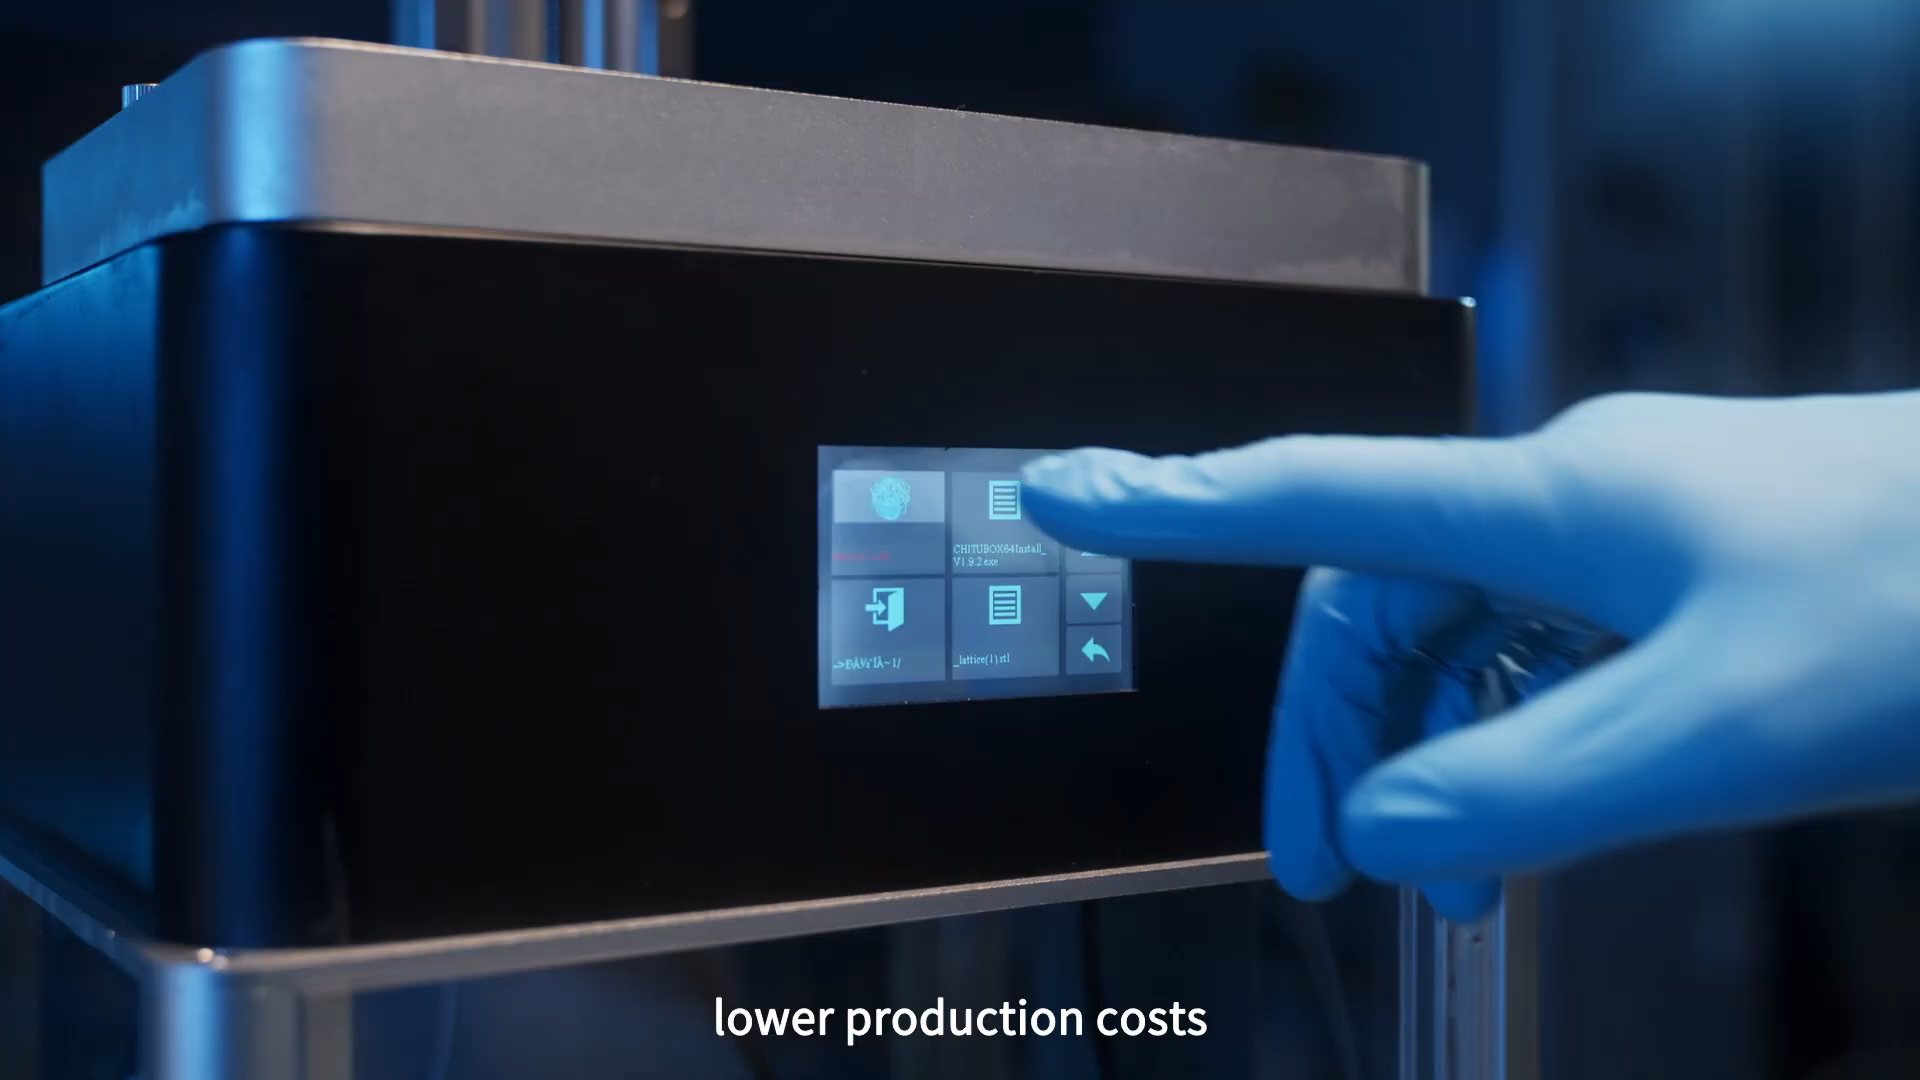 CHITUBOX64Install_
V1.9.2.exe
_lattice(1).stl
lower production costs